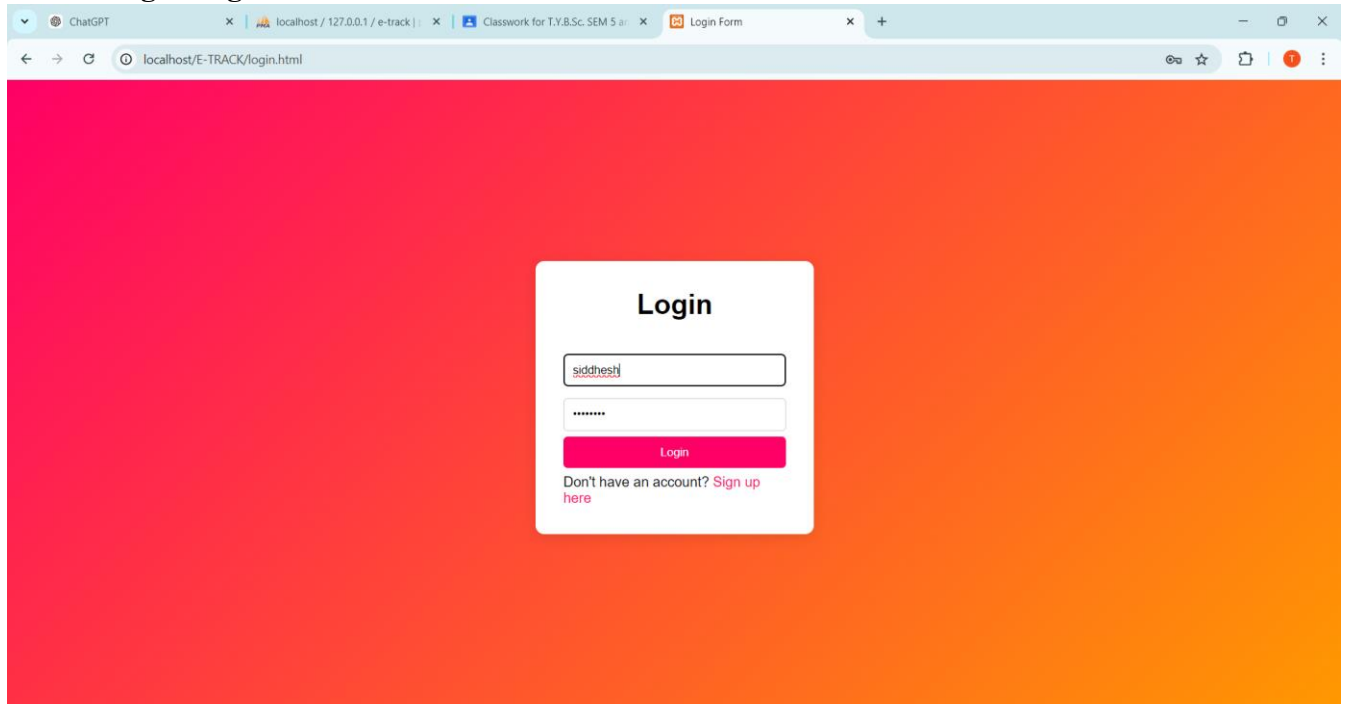 ChatGPT
localhost / 127.0.0.1 / e-track |
Classwork for T.Y.B.Sc. SEM 5 a
Login Form
localhost/E-TRACK/login.html
T
Login
siddhesh
••••••••
Login
Don't have an account? Sign up
here